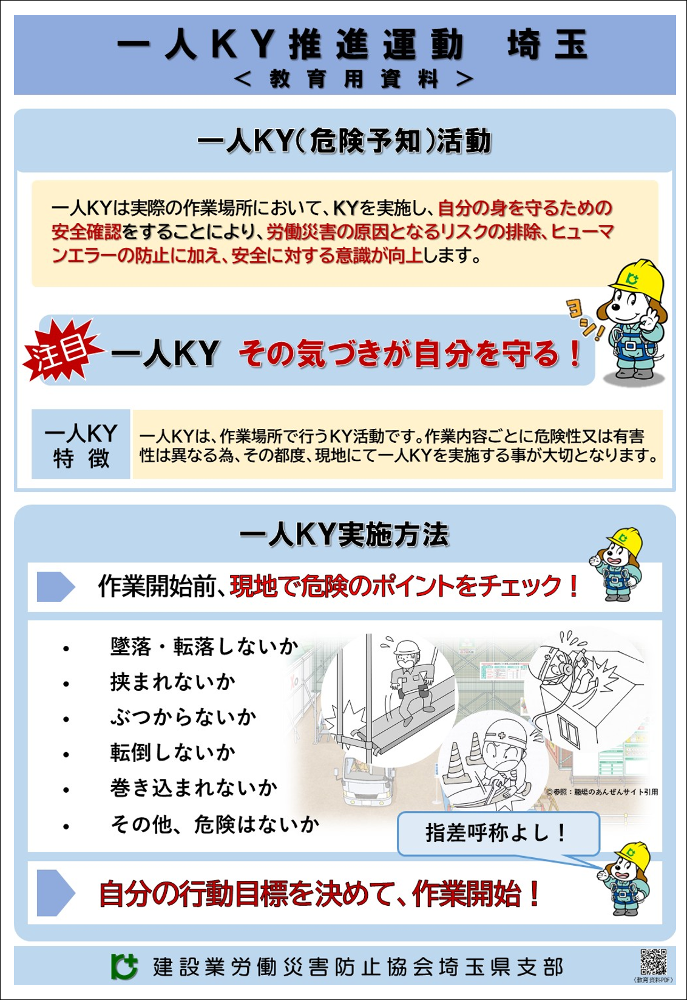 一人KY推進運動　埼玉
＜教育用資料＞
一人KY（危険予知）活動
一人KYは実際の作業場所において、KYを実施し、自分の身を守るための
安全確認をすることにより、労働災害の原因となるリスクの排除、ヒューマ
ンエラーの防止に加え、安全に対する意識が向上します。
ヨシ！
注目
一人KY その気づきが自分を守る！
一人KY
特 徴
一人KYは、作業場所で行うKY活動です。作業内容ごとに危険性又は有害
性は異なる為、その都度、現地にて一人KYを実施する事が大切となります。
一人KY実施方法
作業開始前、現地で危険のポイントをチェック！
• 墜落・転落しないか
• 挟まれないか
• ぶつからないか
• 転倒しないか
• 巻き込まれないか
• その他、危険はないか
©参照：職場のあんぜんサイト引用
指差呼称よし！
自分の行動目標を決めて、作業開始！
建設業労働災害防止協会埼玉県支部
〈教育資料PDF〉